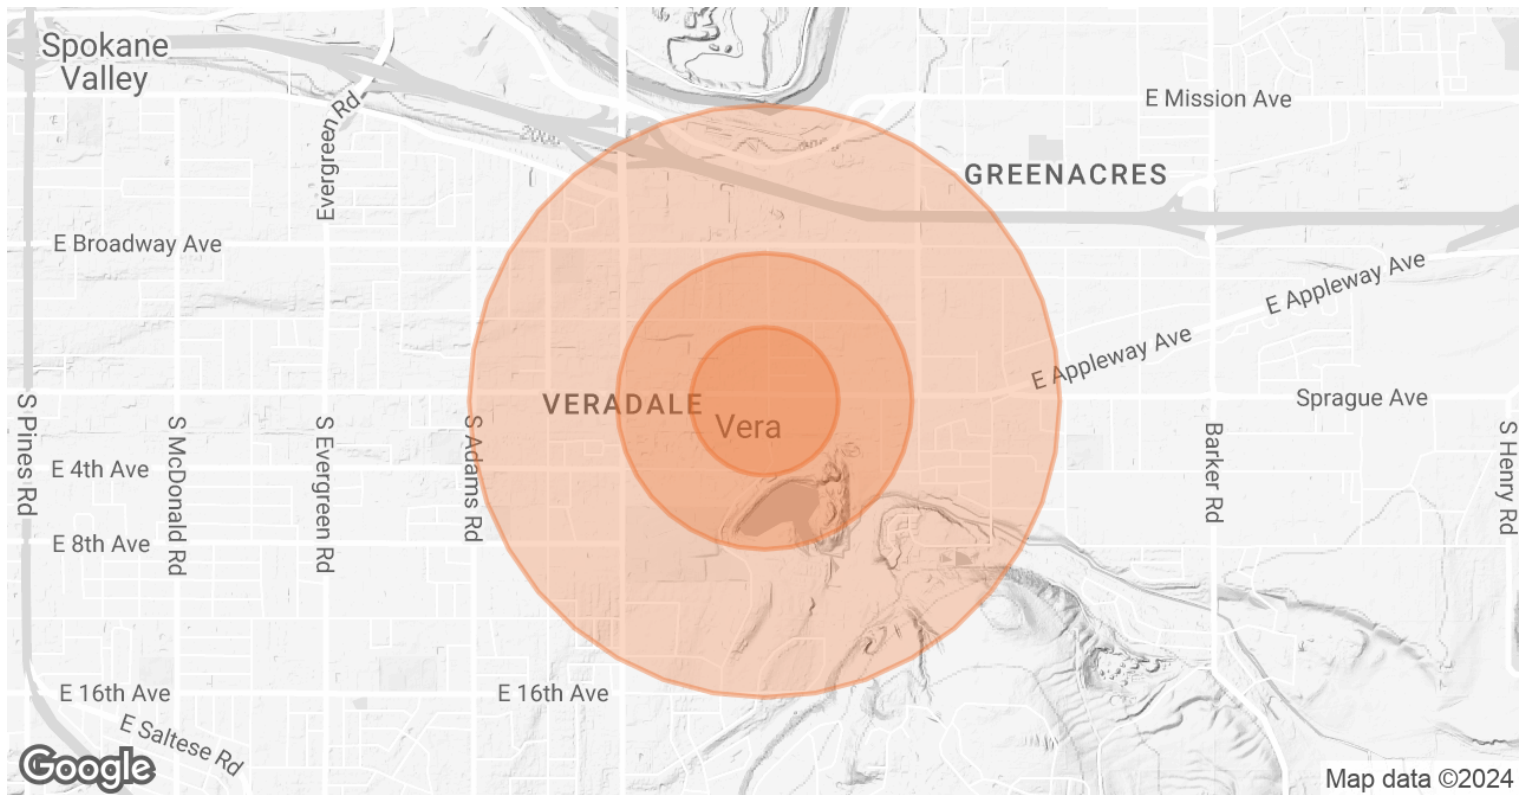 Spokane
Valley
E Mission Ave
Evergreen Rd
GREENACRES
E Broadway Ave
E Appleway Ave
E Appleway Ave
Sprague Ave
VERADALE
Vera
S Pines Rd
S McDonald Rd
S Evergreen Rd
S Adams Rd
Barker Rd
S Henry Rd
E 4th Ave
E 8th Ave
E 16th Ave
E 16th Ave
E Saltese Rd
Google
Map data ©2024